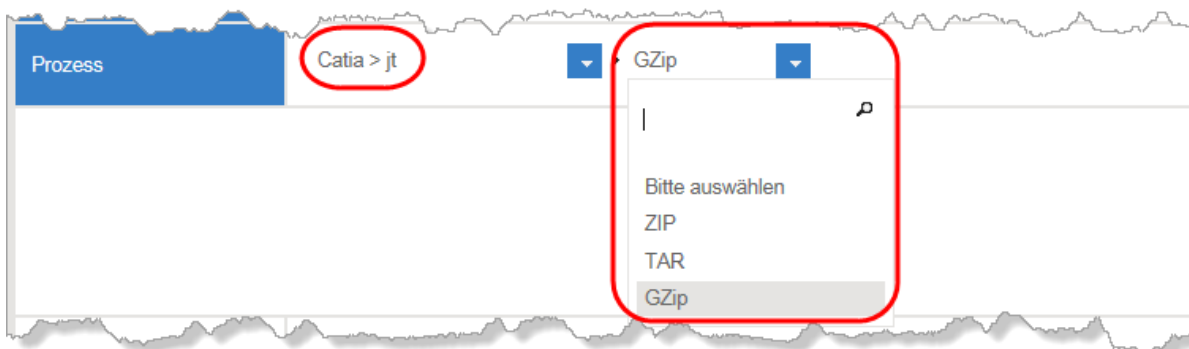 Prozess
Catia > jt
GZip
Bitte auswählen
ZIP
TAR
GZip